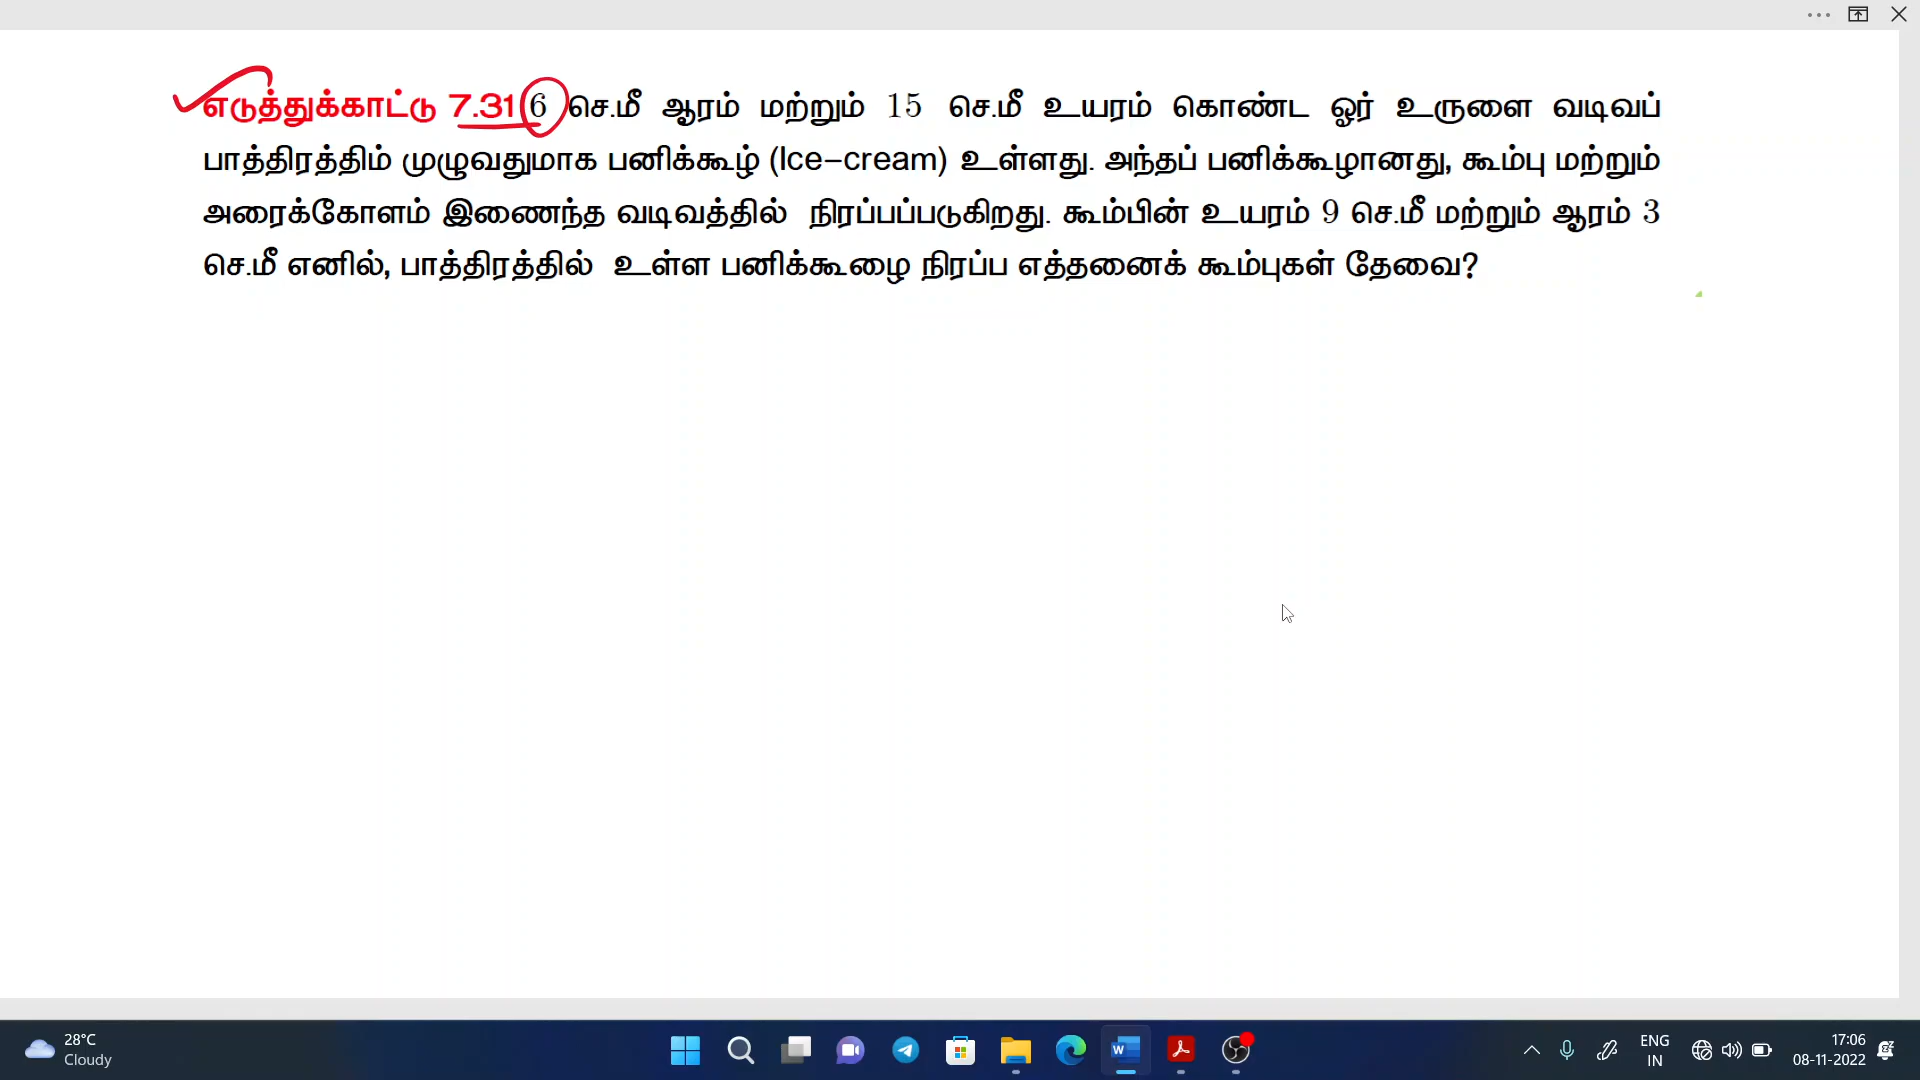 எடுத்துக்காட்டு 7.31 6 செ.மீ ஆரம் மற்றும் 15 செ.மீ உயரம் கொண்ட ஓர் உருளை வடிவப்
பாத்திரத்திம் முழுவதுமாக பனிக்கூழ் (Ice–cream) உள்ளது. அந்தப் பனிக்கூழானது, கூம்பு மற்றும்
அரைக்கோளம் இணைந்த வடிவத்தில் நிரப்பப்படுகிறது. கூம்பின் உயரம் 9 செ.மீ மற்றும் ஆரம் 3
செ.மீ எனில், பாத்திரத்தில் உள்ள பனிக்கூழை நிரப்ப எத்தனைக் கூம்புகள் தேவை?
28°C
Cloudy
ENG
IN
17:06
08-11-2022